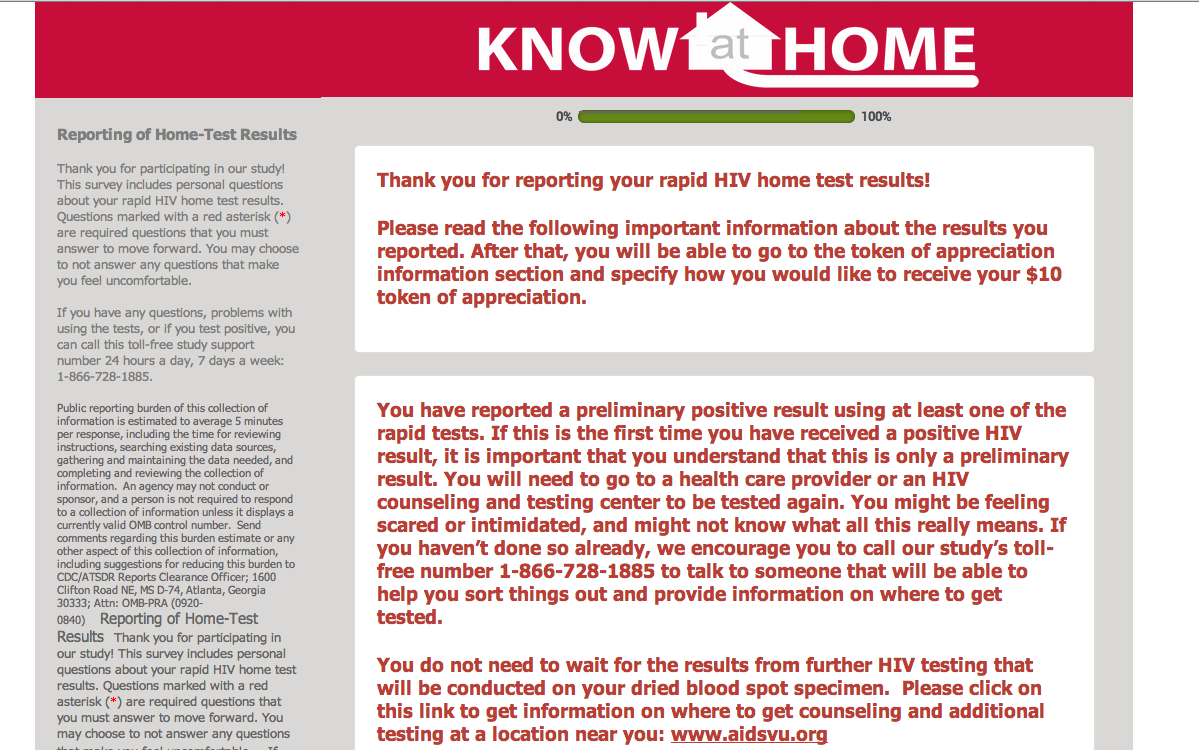 KNOW at HOME
0% 100%
Reporting of Home-Test Results
Thank you for participating in our study!
This survey includes personal questions
about your rapid HIV home test results.
Questions marked with a red asterisk (*)
are required questions that you must
answer to move forward. You may choose
to not answer any questions that make
you feel uncomfortable.
If you have any questions, problems with
using the tests, or if you test positive, you
can call this toll-free study support
number 24 hours a day, 7 days a week:
1-866-728-1885.
Public reporting burden of this collection of
information is estimated to average 5 minutes
per response, including the time for reviewing
instructions, searching existing data sources,
gathering and maintaining the data needed, and
completing and reviewing the collection of
information. An agency may not conduct or
sponsor, and a person is not required to respond
to a collection of information unless it displays a
currently valid OMB control number. Send
comments regarding this burden estimate or any
other aspect of this collection of information,
including suggestions for reducing this burden to
CDC/ATSDR Reports Clearance Officer; 1600
Clifton Road NE, MS D-74, Atlanta, Georgia
30333; Attn: OMB-PRA (0920-
0840) Reporting of Home-Test
Results Thank you for participating in
our study! This survey includes personal
questions about your rapid HIV home test
results. Questions marked with a red
asterisk (*) are required questions that
you must answer to move forward. You
may choose to not answer any questions
that make you feel uncomfortable. If
Thank you for reporting your rapid HIV home test results!
Please read the following important information about the results you
reported. After that, you will be able to go to the token of appreciation
information section and specify how you would like to receive your $10
token of appreciation.
You have reported a preliminary positive result using at least one of the
rapid tests. If this is the first time you have received a positive HIV
result, it is important that you understand that this is only a preliminary
result. You will need to go to a health care provider or an HIV
counseling and testing center to be tested again. You might be feeling
scared or intimidated, and might not know what all this really means. If
you haven’t done so already, we encourage you to call our study’s toll-
free number 1-866-728-1885 to talk to someone that will be able to
help you sort things out and provide information on where to get
tested.
You do not need to wait for the results from further HIV testing that
will be conducted on your dried blood spot specimen. Please click on
this link to get information on where to get counseling and additional
testing at a location near you: www.aidsvu.org